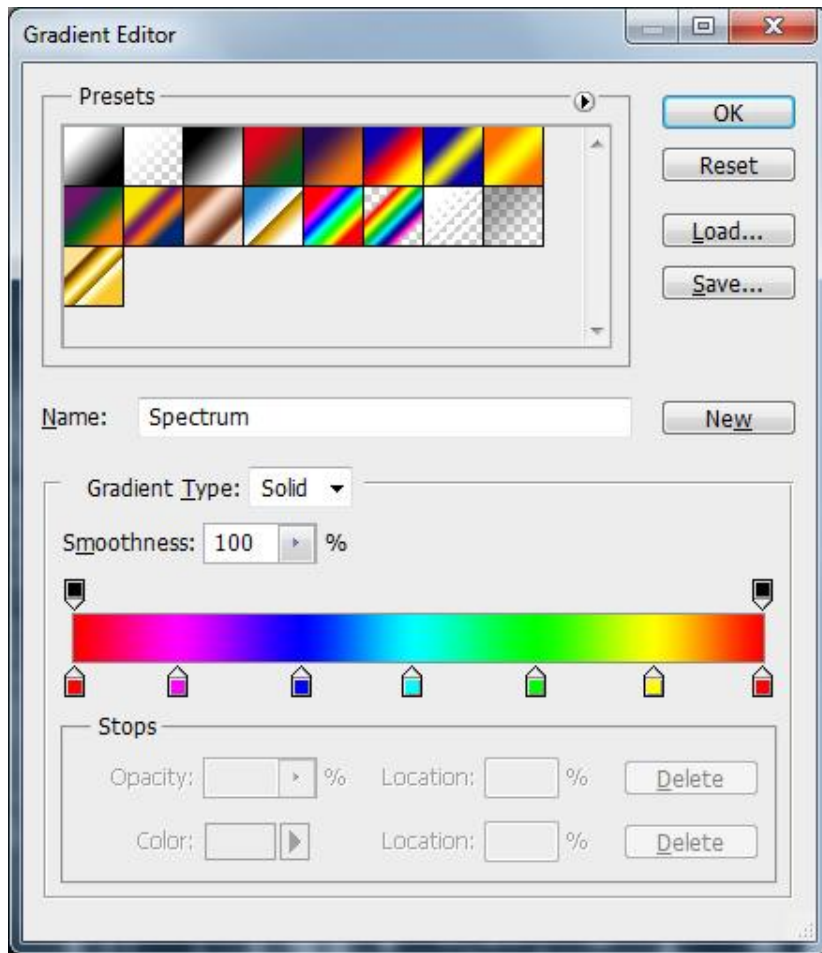 Gradient Editor
Presets
OK
Reset
Load...
Save...
Name: Spectrum New
Gradient Type: Solid
Smoothness: 100 %
Stops
Opacity: % Location: % Delete
Color: Location: % Delete